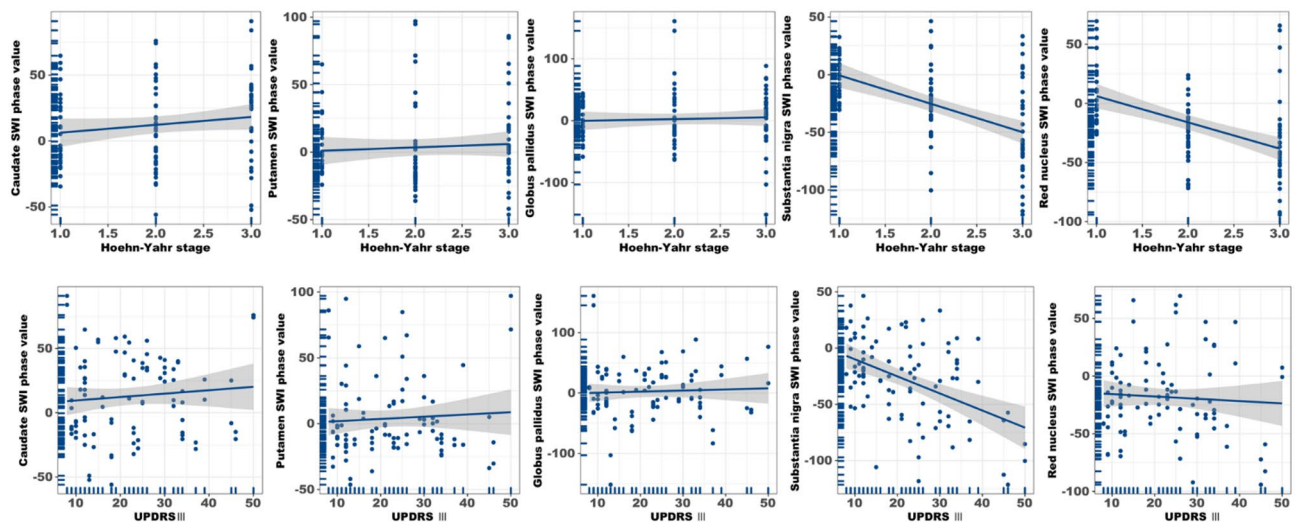 Caudate SWI phase value
50
25
0
-50
1.0 1.5 2.0 2.5 3.0
Hoehn-Yahr stage
Putamen SWI phase value
100
50
0
-50
1.0 1.5 2.0 2.5 3.0
Hoehn-Yahr stage
Globus pallidus SWI phase value
100
0
-100
1.0 1.5 2.0 2.5 3.0
Hoehn-Yahr stage
Substantia nigra SWI phase value
50
0
-50
-100
1.0 1.5 2.0 2.5 3.0
Hoehn-Yahr stage
Red nucleus SWI phase value
50
0
-50
-100
1.0 1.5 2.0 2.5 3.0
Hoehn-Yahr stage
Caudate SWI phase value
100
50
0
-50
10 20 30 40 50
UPDRS III
Putamen SWI phase value
100
50
0
-50
10 20 30 40 50
UPDRS III
Globus pallidus SWI phase value
100
0
-100
10 20 30 40 50
UPDRS III
Substantia nigra SWI phase value
50
0
-50
-100
10 20 30 40 50
UPDRS III
Red nucleus SWI phase value
50
0
-50
-100
10 20 30 40 50
UPDRS III